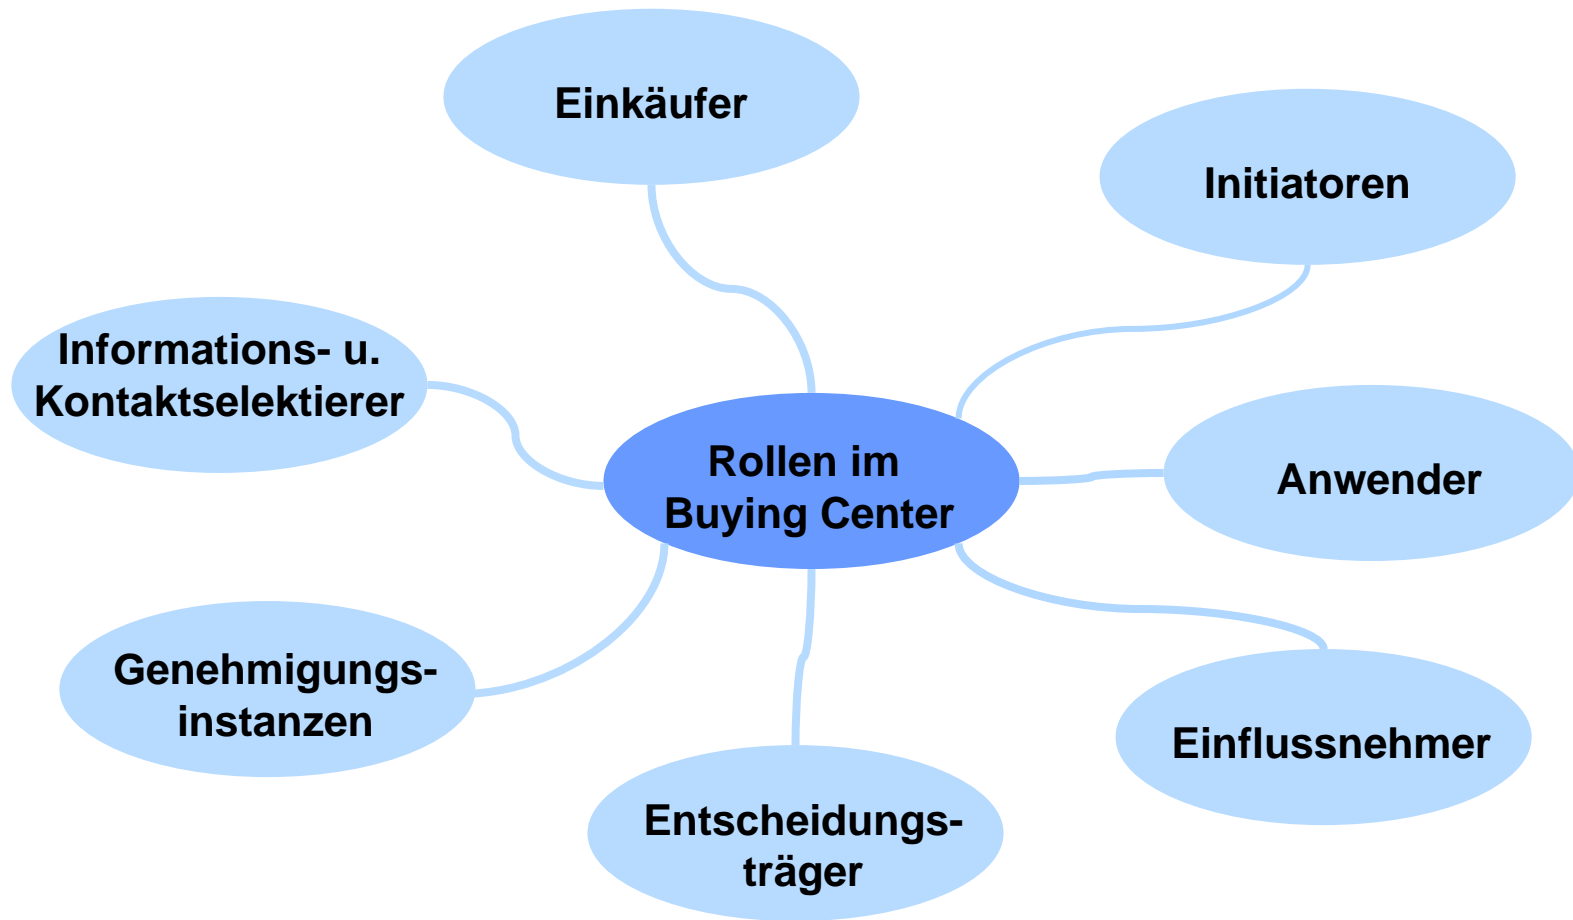 Einkäufer
Initiatoren
Informations- u.
Kontaktselektierer
Rollen im
Buying Center
Anwender
Genehmigungs-
instanzen
Einflussnehmer
Entscheidungs-
träger